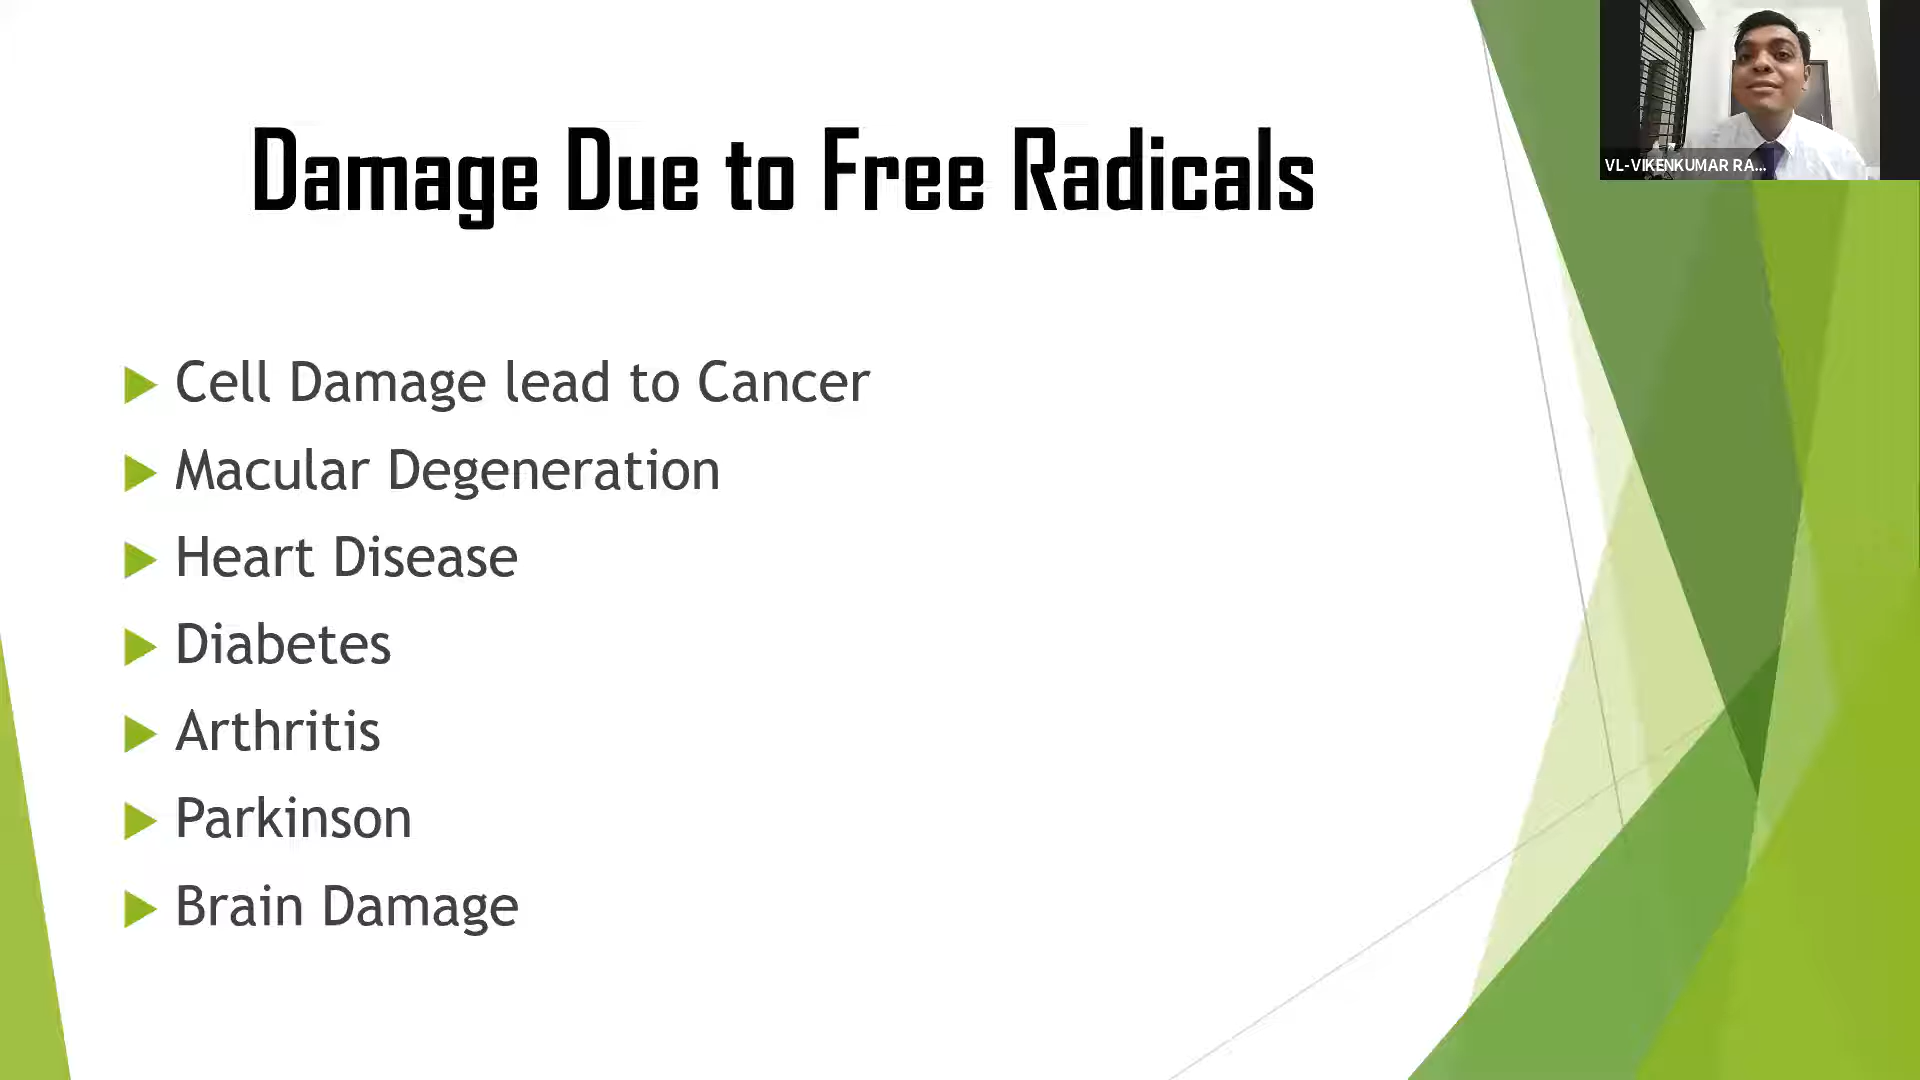 Damage Due to Free Radicals
VL-VIKENKUMAR RA...
Cell Damage lead to Cancer
Macular Degeneration
Heart Disease
Diabetes
Arthritis
Parkinson
Brain Damage